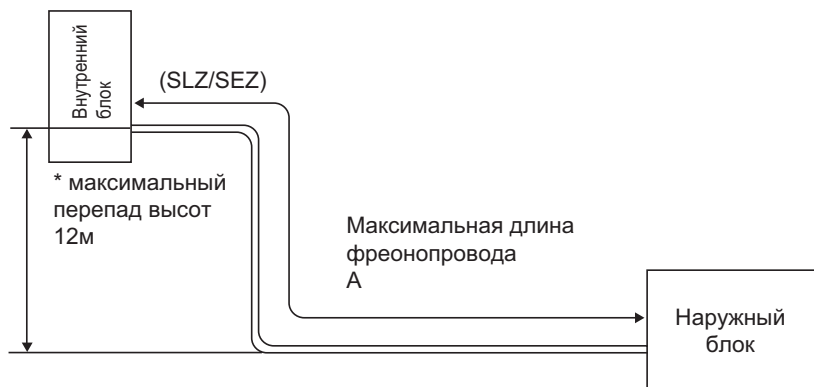 Внутренний
блок
(SLZ/SEZ)
* максимальный
перепад высот
12м
Максимальная длина
фреонопровода
А
Наружный
блок